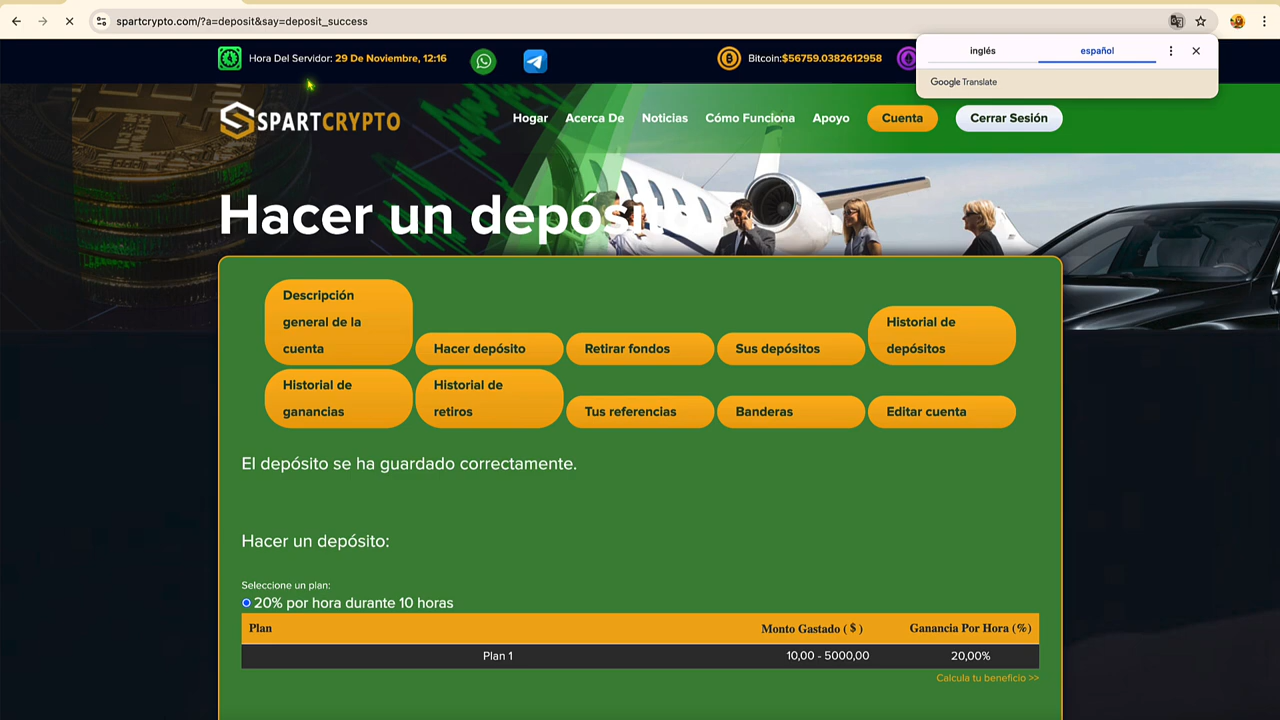 spartcrypto.com/?a=deposit&say=deposit_success
inglés
español
Google Translate
Hora Del Servidor: 29 De Noviembre, 12:16
Bitcoin:$56759.0382612958
SPARTCRYPTO
Hogar
Acerca De
Noticias
Cómo Funciona
Apoyo
Cuenta
Cerrar Sesión
Hacer un depósito
Descripción
general de la
cuenta
Hacer depósito
Retirar fondos
Sus depósitos
Historial de
depósitos
Historial de
ganancias
Historial de
retiros
Tus referencias
Banderas
Editar cuenta
El depósito se ha guardado correctamente.
Hacer un depósito:
Seleccione un plan:
20% por hora durante 10 horas
Plan Monto Gastado ( $ ) Ganancia Por Hora (%)
Plan 1 10,00 - 5000,00 20,00%
Calcula tu beneficio >>